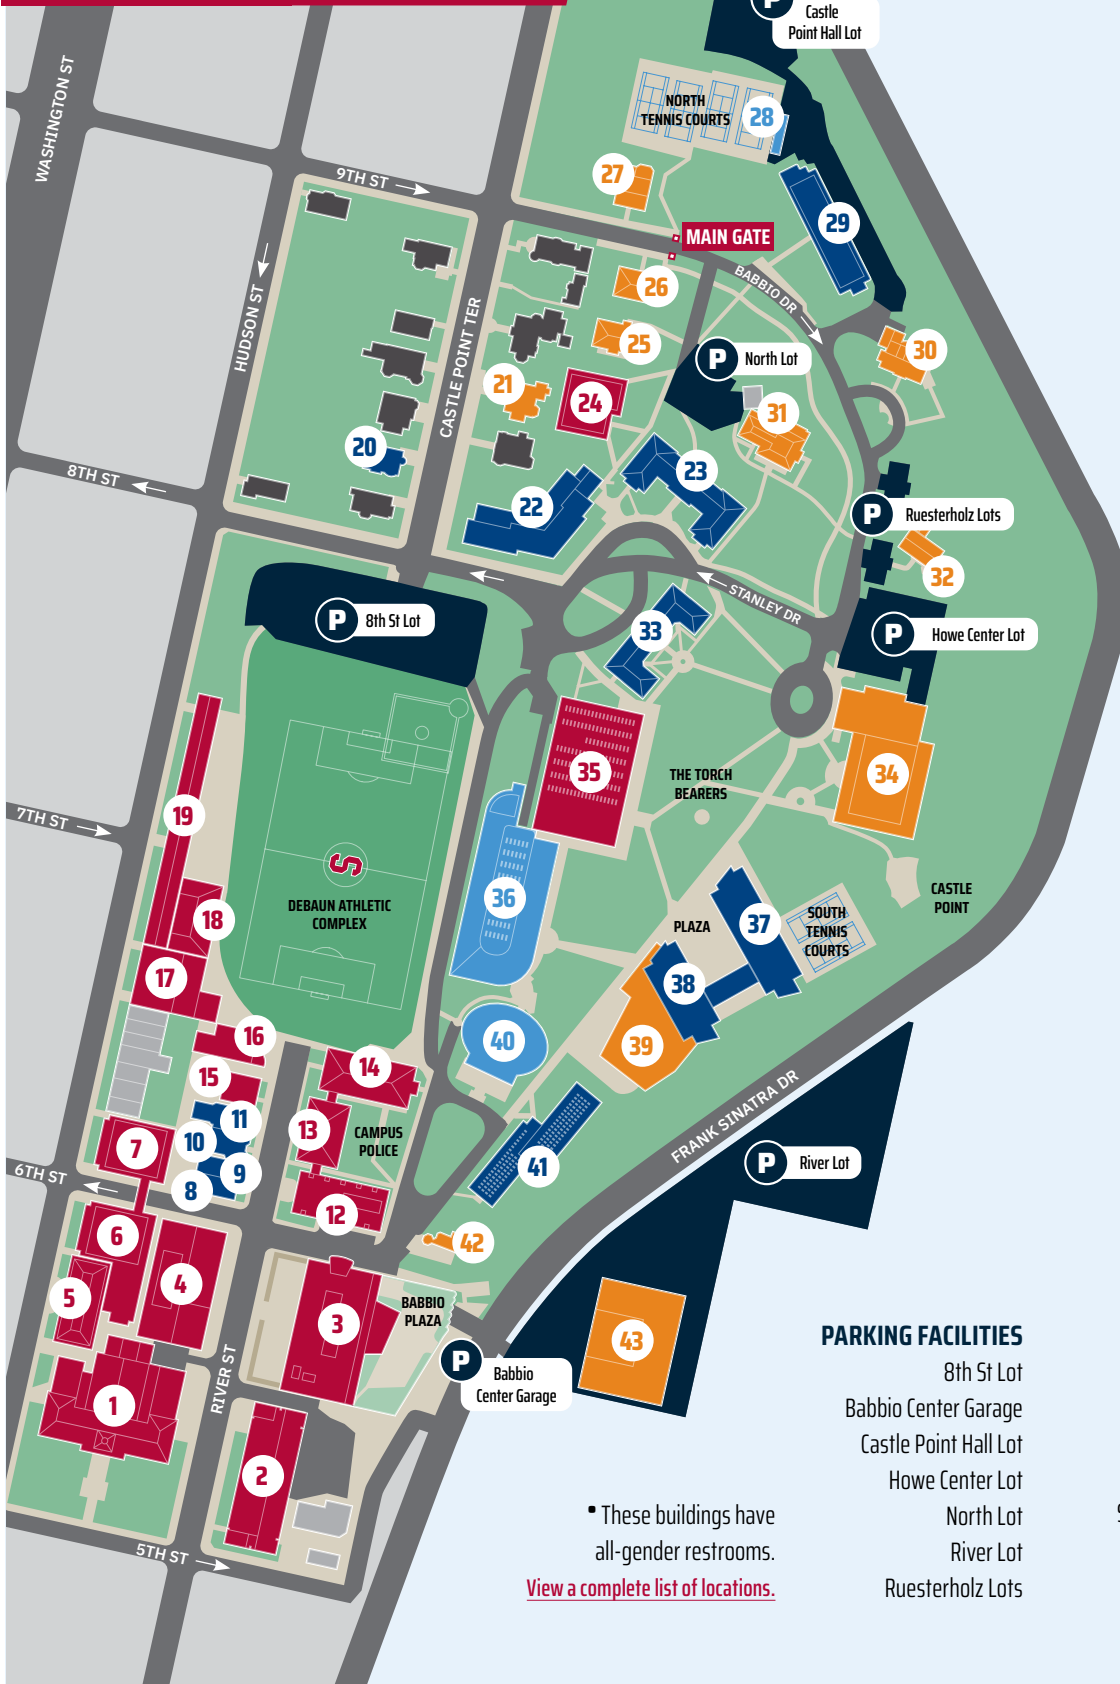 P
Castle
Point Hall Lot
WASHINGTON ST
NORTH
TENNIS COURTS
28
27
9TH ST
29
MAIN GATE
BABBIO DR
26
HUDSON ST
CASTLE POINT TER
25
P
North Lot
30
21
24
31
20
23
8TH ST
22
P
Ruesterholz Lots
32
STANLEY DR
P
8th St Lot
33
P
Howe Center Lot
35
THE TORCH
BEARERS
34
19
7TH ST
S
36
DEBAUN ATHLETIC
COMPLEX
18
CASTLE
POINT
PLAZA
37
SOUTH
TENNIS
COURTS
17
38
16
40
39
14
15
11
13
CAMPUS
POLICE
10
7
FRANK SINATRA DR
6TH ST
9
41
P
River Lot
8
12
6
42
4
5
BABBIO
PLAZA
3
43
P
Babbio
Center Garage
RIVER ST
1
2
5TH ST
PARKING FACILITIES
8th St Lot
Babbio Center Garage
Castle Point Hall Lot
Howe Center Lot
North Lot
River Lot
Ruesterholz Lots
▪ These buildings have
all-gender restrooms.
View a complete list of locations.